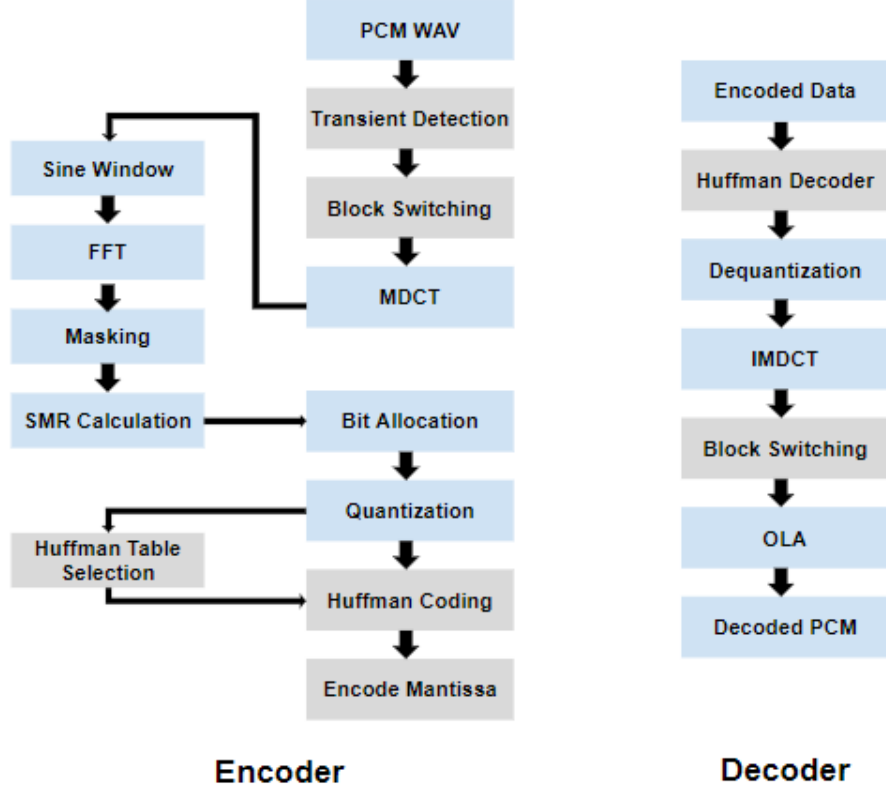 PCM WAV
Transient Detection
Block Switching
MDCT
Sine Window
FFT
Masking
SMR Calculation
Bit Allocation
Quantization
Huffman Table
Selection
Huffman Coding
Encode Mantissa
Encoder
Encoded Data
Huffman Decoder
Dequantization
IMDCT
Block Switching
OLA
Decoded PCM
Decoder